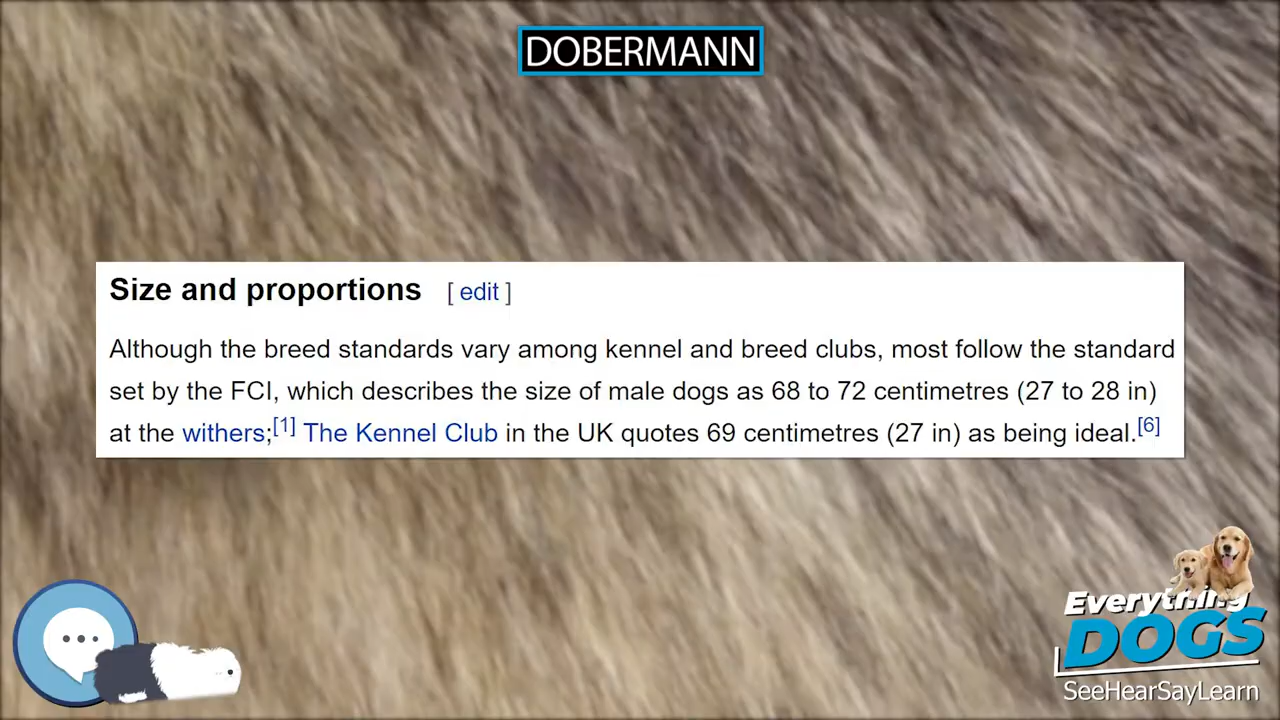 DOBERMANN
Size and proportions [ edit ]
Although the breed standards vary among kennel and breed clubs, most follow the standard
set by the FCI, which describes the size of male dogs as 68 to 72 centimetres (27 to 28 in)
at the withers;[1] The Kennel Club in the UK quotes 69 centimetres (27 in) as being ideal.[6]
Everything
DOGS
SeeHearSayLearn